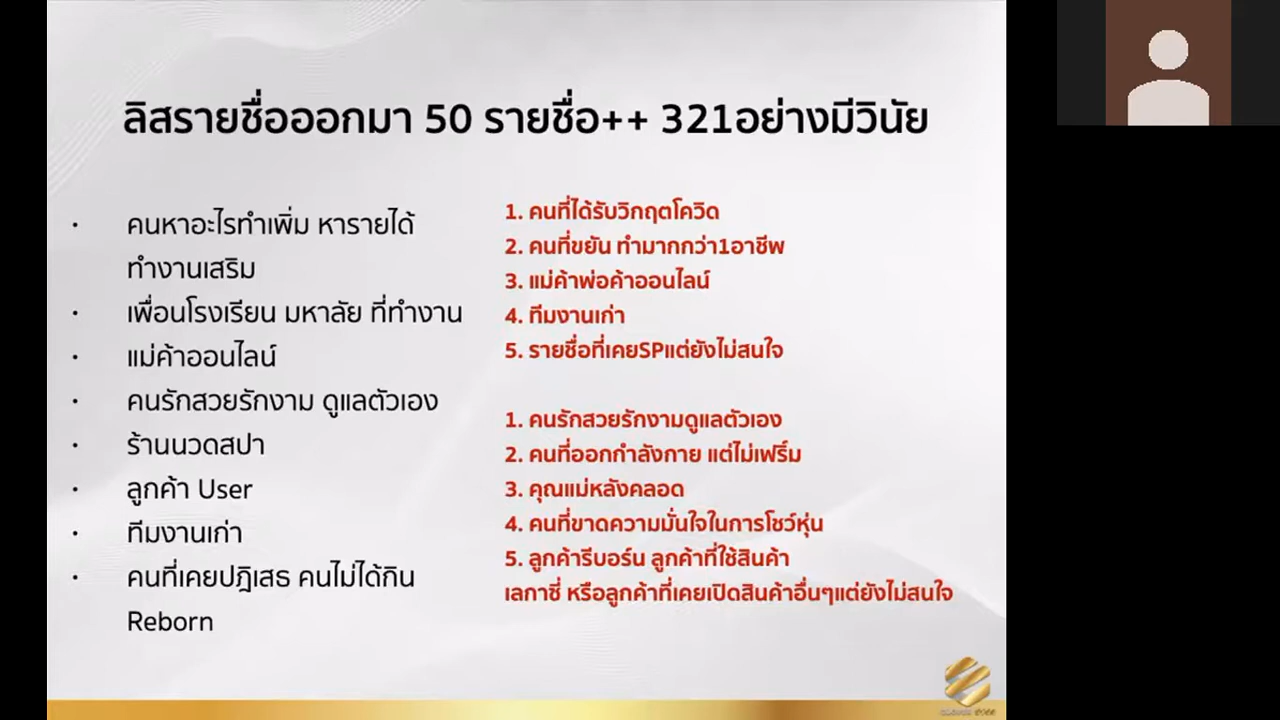 ลิสรายชื่อออกมา 50 รายชื่อ++ 321อย่างมีวินัย
• คนหาอะไรทำเพิ่ม หารายได้
ทำงานเสริม
• เพื่อนโรงเรียน มหาลัย ที่ทำงาน
• แม่ค้าออนไลน์
• คนรักสวยรักงาม ดูแลตัวเอง
• ร้านนวดสปา
• ลูกค้า User
• ทีมงานเก่า
• คนที่เคยปฎิเสธ คนไม่ได้กิน
Reborn
1. คนที่ได้รับวิกฤตโควิด
2. คนที่ขยัน ทำมากกว่า1อาชีพ
3. แม่ค้าพ่อค้าออนไลน์
4. ทีมงานเก่า
5. รายชื่อที่เคยSPแต่ยังไม่สนใจ
1. คนรักสวยรักงามดูแลตัวเอง
2. คนที่ออกกำลังกาย แต่ไม่เฟริ์ม
3. คุณแม่หลังคลอด
4. คนที่ขาดความมั่นใจในการโชว์หุ่น
5. ลูกค้ารีบอร์น ลูกค้าที่ใช้สินค้า
เลกาซี่ หรือลูกค้าที่เคยเปิดสินค้าอื่นๆแต่ยังไม่สนใจ